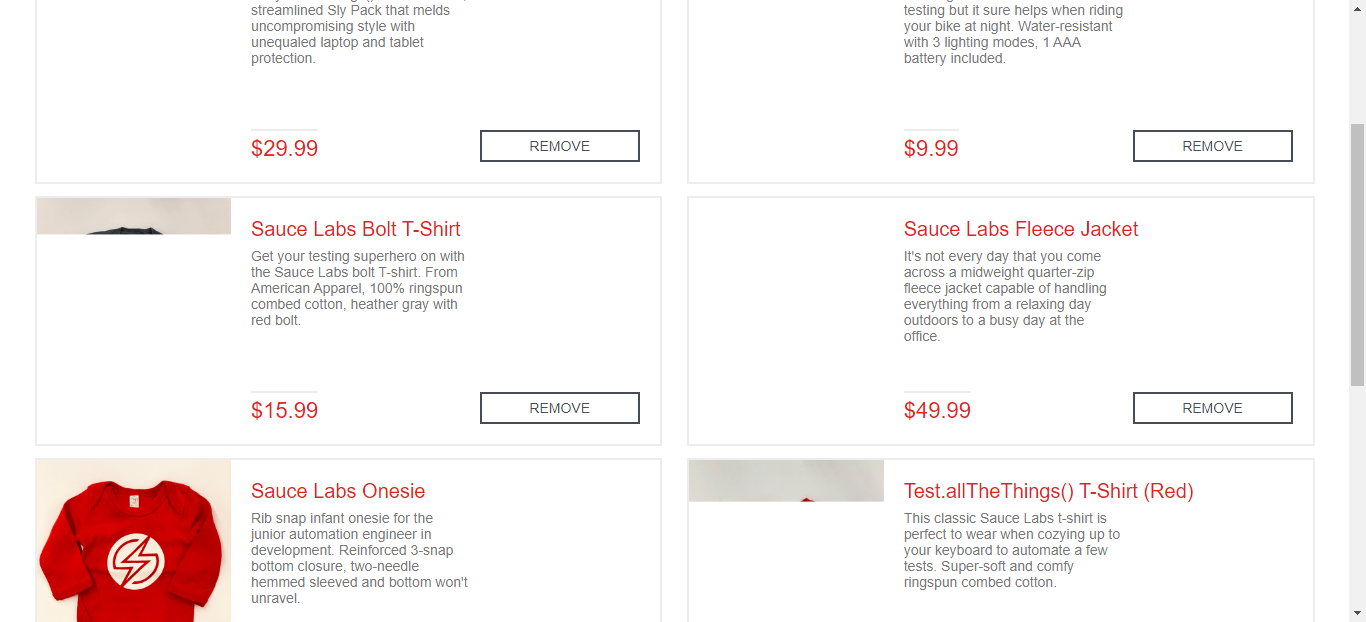 streamlined Sly Pack that melds
uncompromising style with
unequaled laptop and tablet
protection.
$29.99
REMOVE
testing but it sure helps when riding
your bike at night. Water-resistant
with 3 lighting modes, 1 AAA
battery included.
$9.99
REMOVE
Sauce Labs Bolt T-Shirt
Get your testing superhero on with
the Sauce Labs bolt T-shirt. From
American Apparel, 100% ringspun
combed cotton, heather gray with
red bolt.
$15.99
REMOVE
Sauce Labs Fleece Jacket
It's not every day that you come
across a midweight quarter-zip
fleece jacket capable of handling
everything from a relaxing day
outdoors to a busy day at the
office.
$49.99
REMOVE
Sauce Labs Onesie
Rib snap infant onesie for the
junior automation engineer in
development. Reinforced 3-snap
bottom closure, two-needle
hemmed sleeved and bottom won't
unravel.
Test.allTheThings() T-Shirt (Red)
This classic Sauce Labs t-shirt is
perfect to wear when cozying up to
your keyboard to automate a few
tests. Super-soft and comfy
ringspun combed cotton.